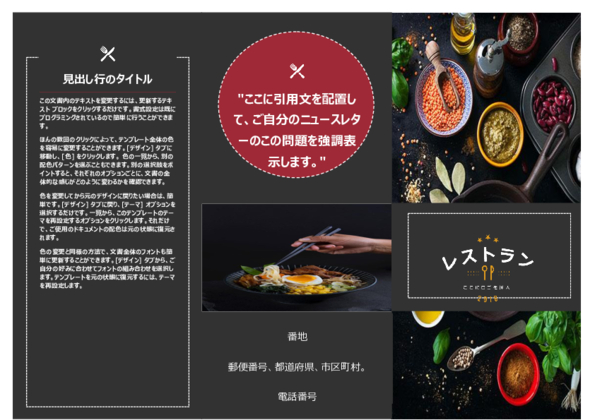 見出し行のタイトル
この文書内のテキストを変更するには、更新するテキ
スト ブロックをクリックするだけです。書式設定は既に
プログラミングされているので簡単に行うことができま
す。
ほんの数回のクリックによって、テンプレート全体の色
を容易に変更することができます。[デザイン] タブに
移動し、[色] をクリックします。色の一覧から、別の
配色パターンを選ぶこともできます。別の選択肢をポ
イントすると、それぞれのオプションごとに、文書の全
体的な感じがどのように変わるかを確認できます。
色を変更してから元のデザインに戻りたい場合は、簡
単です。[デザイン] タブに戻り、[テーマ] オプションを
選択するだけです。一覧から、このテンプレートのテー
マを再設定するオプションをクリックします。それだけ
で、ご使用のドキュメントの配色は元の状態に復元さ
れます。
色の変更と同様の方法で、文書全体のフォントも簡
単に更新することができます。[デザイン] タブから、ご自
分の好みに合わせてフォントの組み合わせを選択し
ます。テンプレートを元の状態に復元するには、テーマ
を再設定します。
"ここに引用文を配置し
て、ご自分のニュースレタ
ーのこの問題を強調表
示します。"
番地
郵便番号、都道府県、市区町村。
電話番号
レストラン